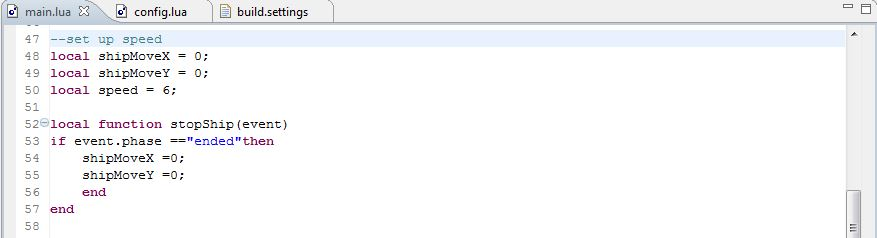 main.lua
config.lua
build.settings
47 --set up speed
48 local shipMoveX = 0;
49 local shipMoveY = 0;
50 local speed = 6;
51
52 local function stopShip(event)
53 if event.phase =="ended"then
54     shipMoveX =0;
55     shipMoveY =0;
56     end
57 end
58